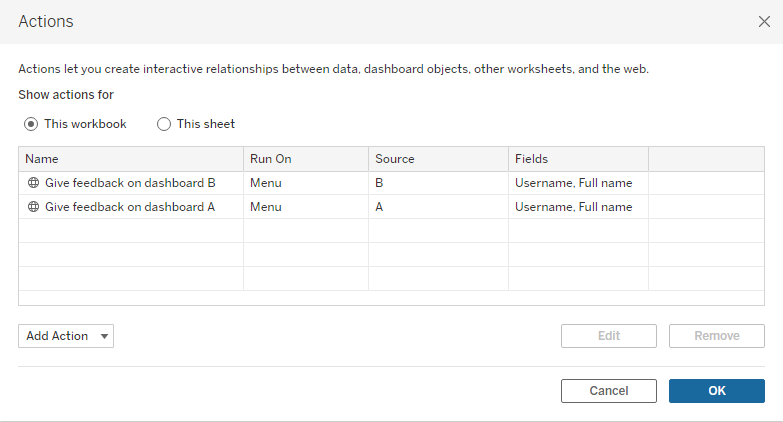 Actions
Actions let you create interactive relationships between data, dashboard objects, other worksheets, and the web.
Show actions for
This workbook This sheet
Name Run On Source Fields
Give feedback on dashboard B Menu B Username, Full name
Give feedback on dashboard A Menu A Username, Full name
Add Action Edit Remove
Cancel OK